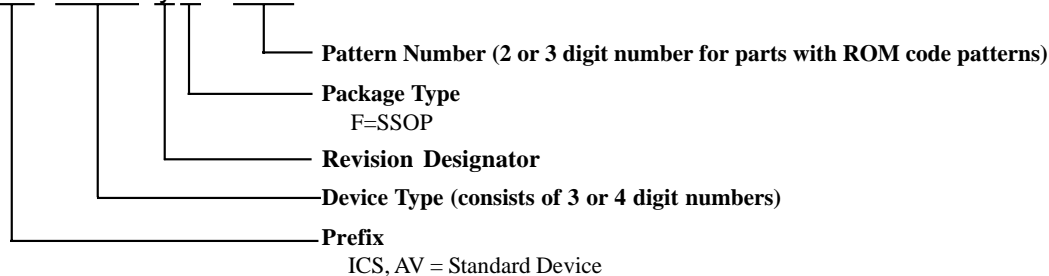 Pattern Number (2 or 3 digit number for parts with ROM code patterns)
Package Type
F=SSOP
Revision Designator
Device Type (consists of 3 or 4 digit numbers)
Prefix
ICS, AV = Standard Device